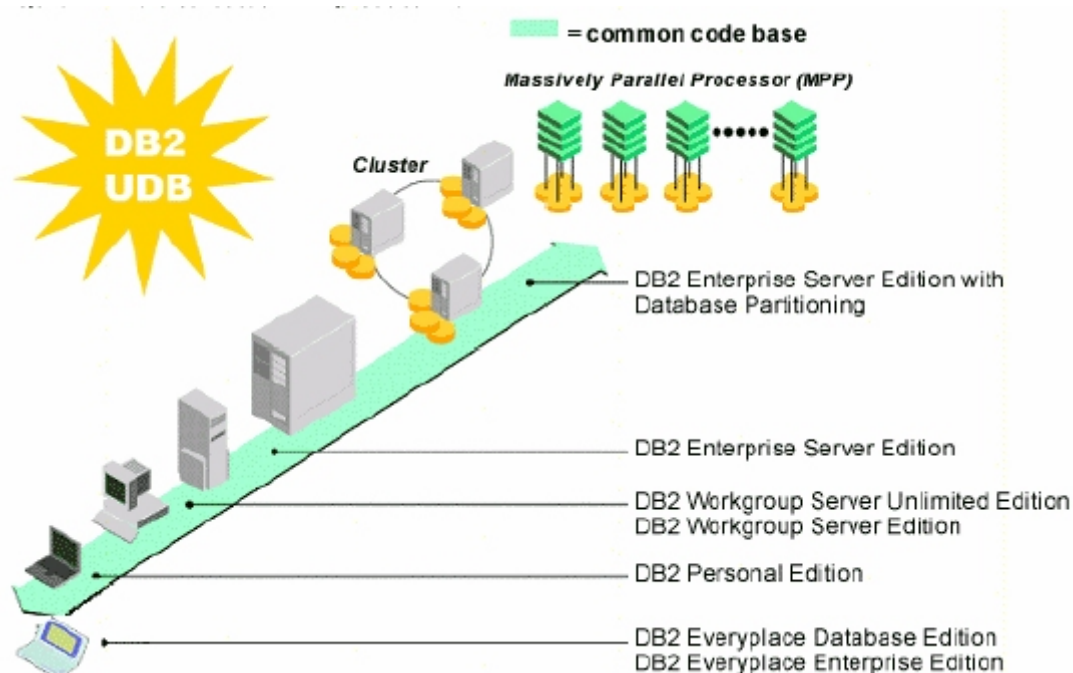 = common code base
Massively Parallel Processor (MPP)
DB2
UDB
Cluster
DB2 Enterprise Server Edition with
Database Partitioning
DB2 Enterprise Server Edition
DB2 Workgroup Server Unlimited Edition
DB2 Workgroup Server Edition
DB2 Personal Edition
DB2 Everyplace Database Edition
DB2 Everyplace Enterprise Edition